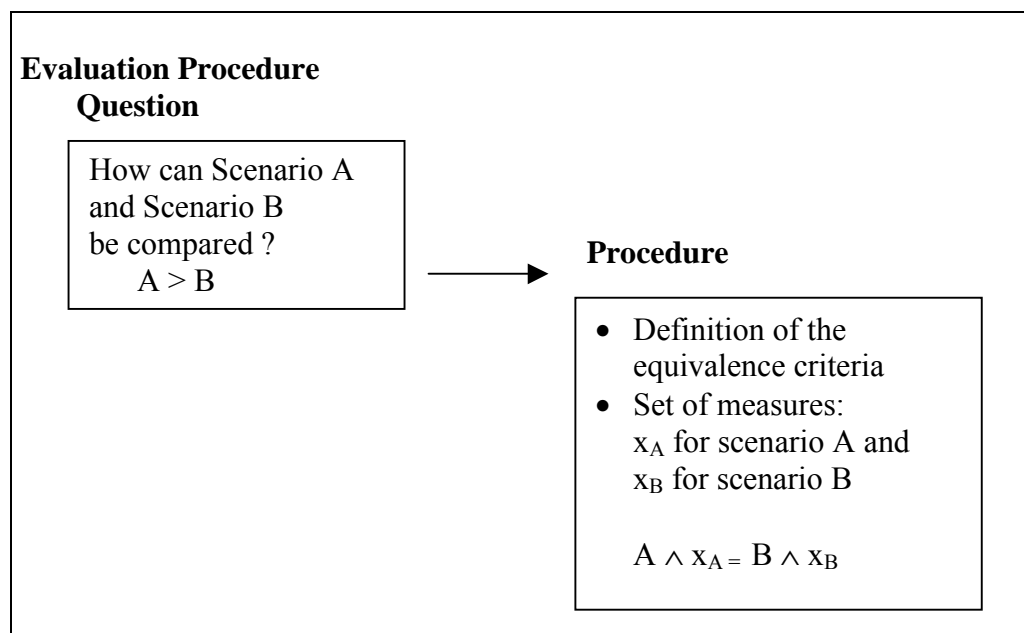 Evaluation Procedure
Question
How can Scenario A
and Scenario B
be compared ?
A > B
Procedure
• Definition of the
equivalence criteria
• Set of measures:
xA for scenario A and
xB for scenario B
A ∧ xA = B ∧ xB